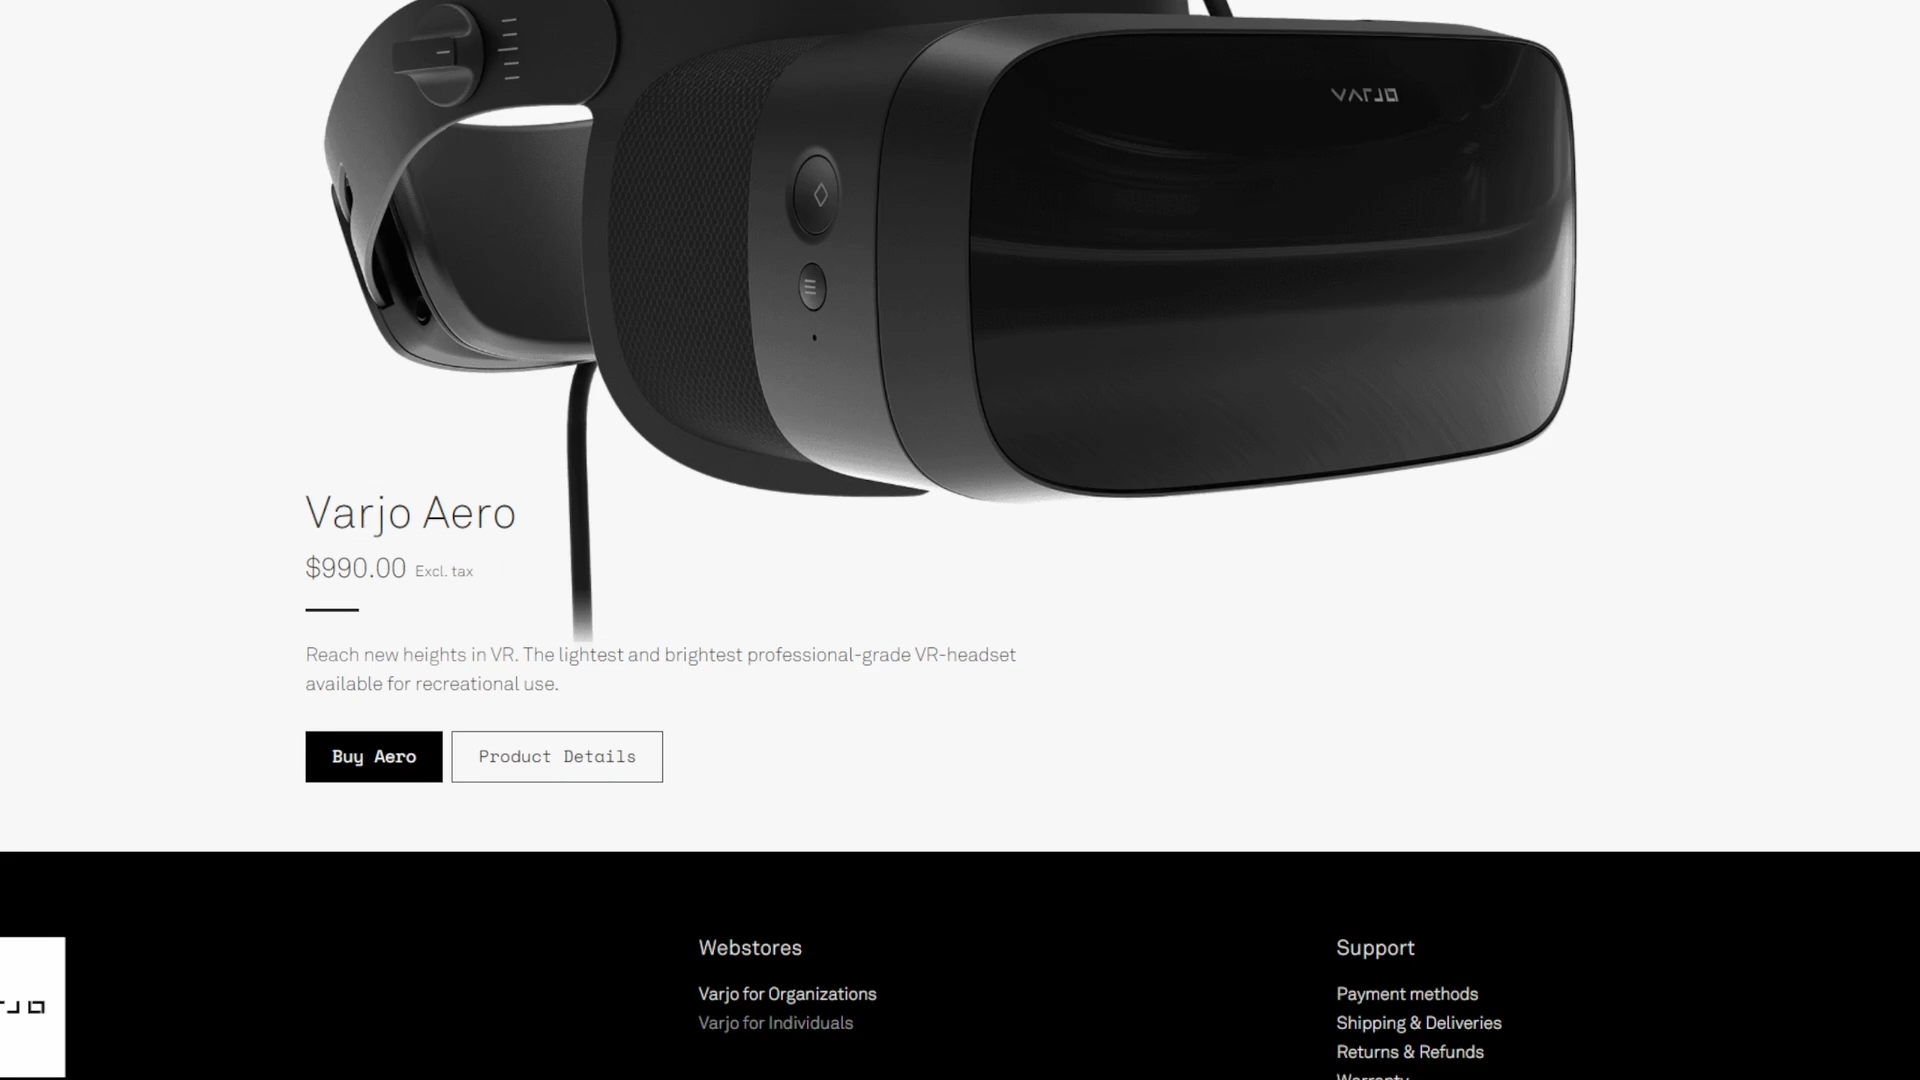 VARJO
Varjo Aero
$990.00 Excl. tax
Reach new heights in VR. The lightest and brightest professional-grade VR-headset
available for recreational use.
Buy Aero
Product Details
Webstores
Varjo for Organizations
Varjo for Individuals
Support
Payment methods
Shipping & Deliveries
Returns & Refunds
Warranty